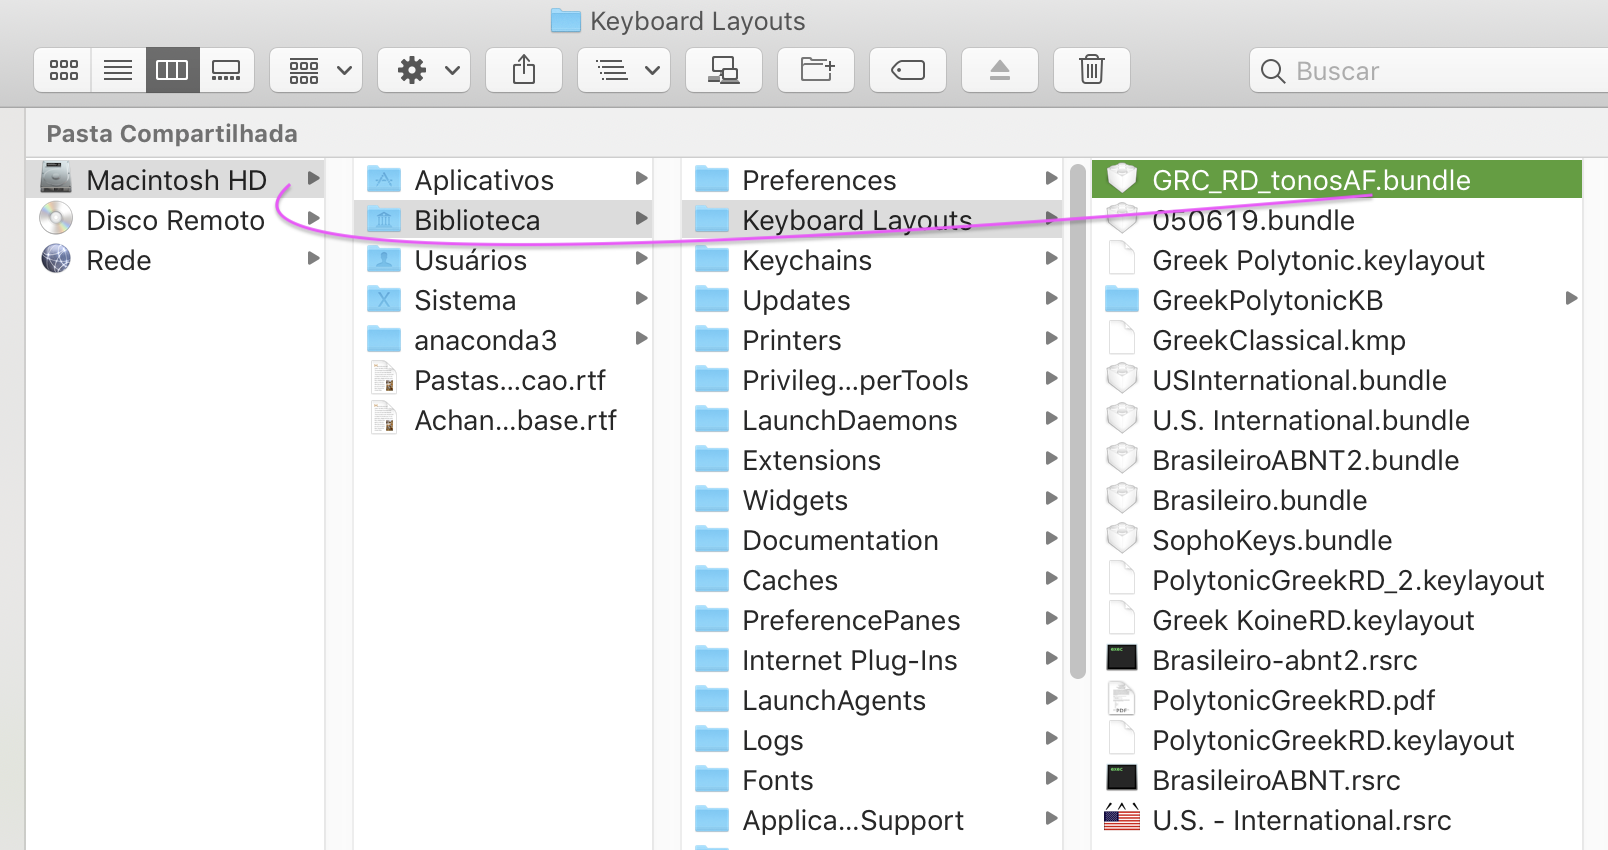 Keyboard Layouts
Buscar
Pasta Compartilhada
Macintosh HD
Disco Remoto
Rede
Aplicativos
Biblioteca
Usuários
Sistema
anaconda3
Pastas...cao.rtf
Achan...base.rtf
Preferences
Keyboard Layouts
Keychains
Updates
Printers
Privileg...perTools
LaunchDaemons
Extensions
Widgets
Documentation
Caches
PreferencePanes
Internet Plug-Ins
LaunchAgents
Logs
Fonts
Applica...Support
GRC_RD_tonosAF.bundle
050619.bundle
Greek Polytonic.keylayout
GreekPolytonicKB
GreekClassical.kmp
USInternational.bundle
U.S. International.bundle
BrasileiroABNT2.bundle
Brasileiro.bundle
SophoKeys.bundle
PolytonicGreekRD_2.keylayout
Greek KoineRD.keylayout
Brasileiro-abnt2.rsrc
PolytonicGreekRD.pdf
PolytonicGreekRD.keylayout
BrasileiroABNT.rsrc
U.S. - International.rsrc